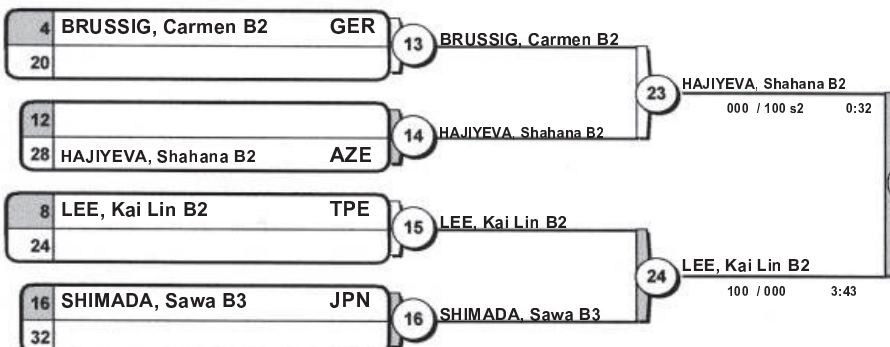 4 BRUSSIG, Carmen B2 GER
20
13
BRUSSIG, Carmen B2
12
28 HAJIYEVA, Shahana B2 AZE
14
HAJIYEVA, Shahana B2
23
HAJIYEVA, Shahana B2
000 / 100 s2 0:32
8 LEE, Kai Lin B2 TPE
24
15
LEE, Kai Lin B2
16 SHIMADA, Sawa B3 JPN
32
16
SHIMADA, Sawa B3
24
LEE, Kai Lin B2
100 / 000 3:43